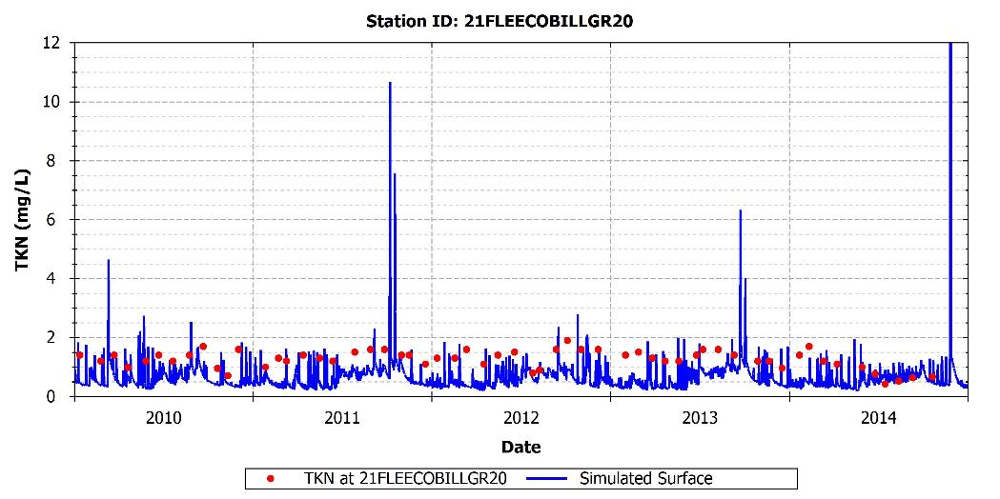 Station ID: 21FLEECOBILLGR20
12
10
8
6
4
2
0
TKN (mg/L)
2010 2011 2012 2013 2014
Date
TKN at 21FLEECOBILLGR20 Simulated Surface